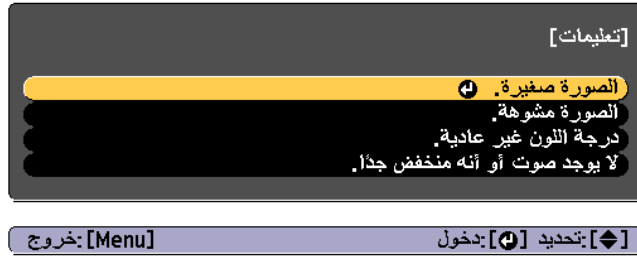 [تعليمات]
الصورة صغيرة.
الصورة مشوهة.
درجة اللون غير عادية.
لا يوجد صوت أو أنه منخفض جدًا.
[◆]:تحديد [⏎]:دخول [Menu]:خروج